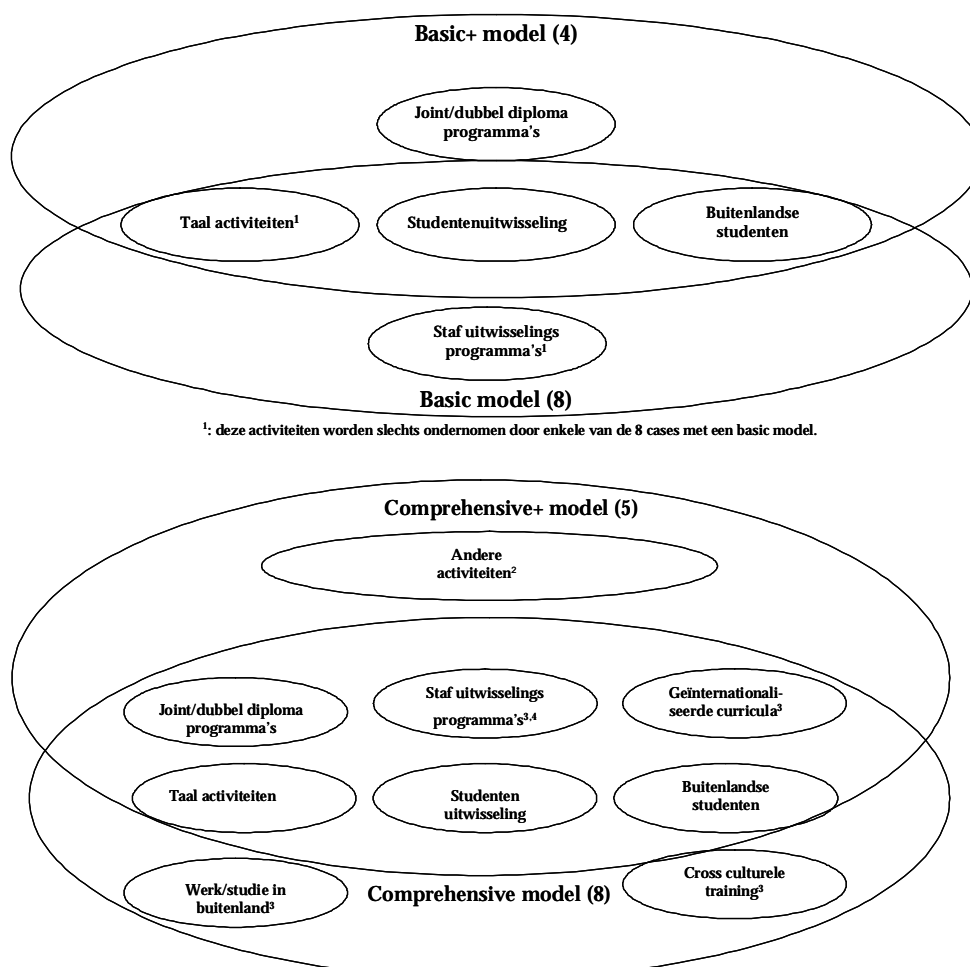 Basic+ model (4)
Joint/dubbel diploma
programma's
Taal activiteiten¹
Studentenuitwisseling
Buitenlandse
studenten
Staf uitwisselings
programma's¹
Basic model (8)
¹: deze activiteiten worden slechts ondernomen door enkele van de 8 cases met een basic model.
Comprehensive+ model (5)
Andere
activiteiten²
Joint/dubbel diploma
programma's
Staf uitwisselings
programma's³,⁴
Geïnternationali-
seerde curricula³
Taal activiteiten
Studenten
uitwisseling
Buitenlandse
studenten
Werk/studie in
buitenland³
Comprehensive model (8)
Cross culturele
training³